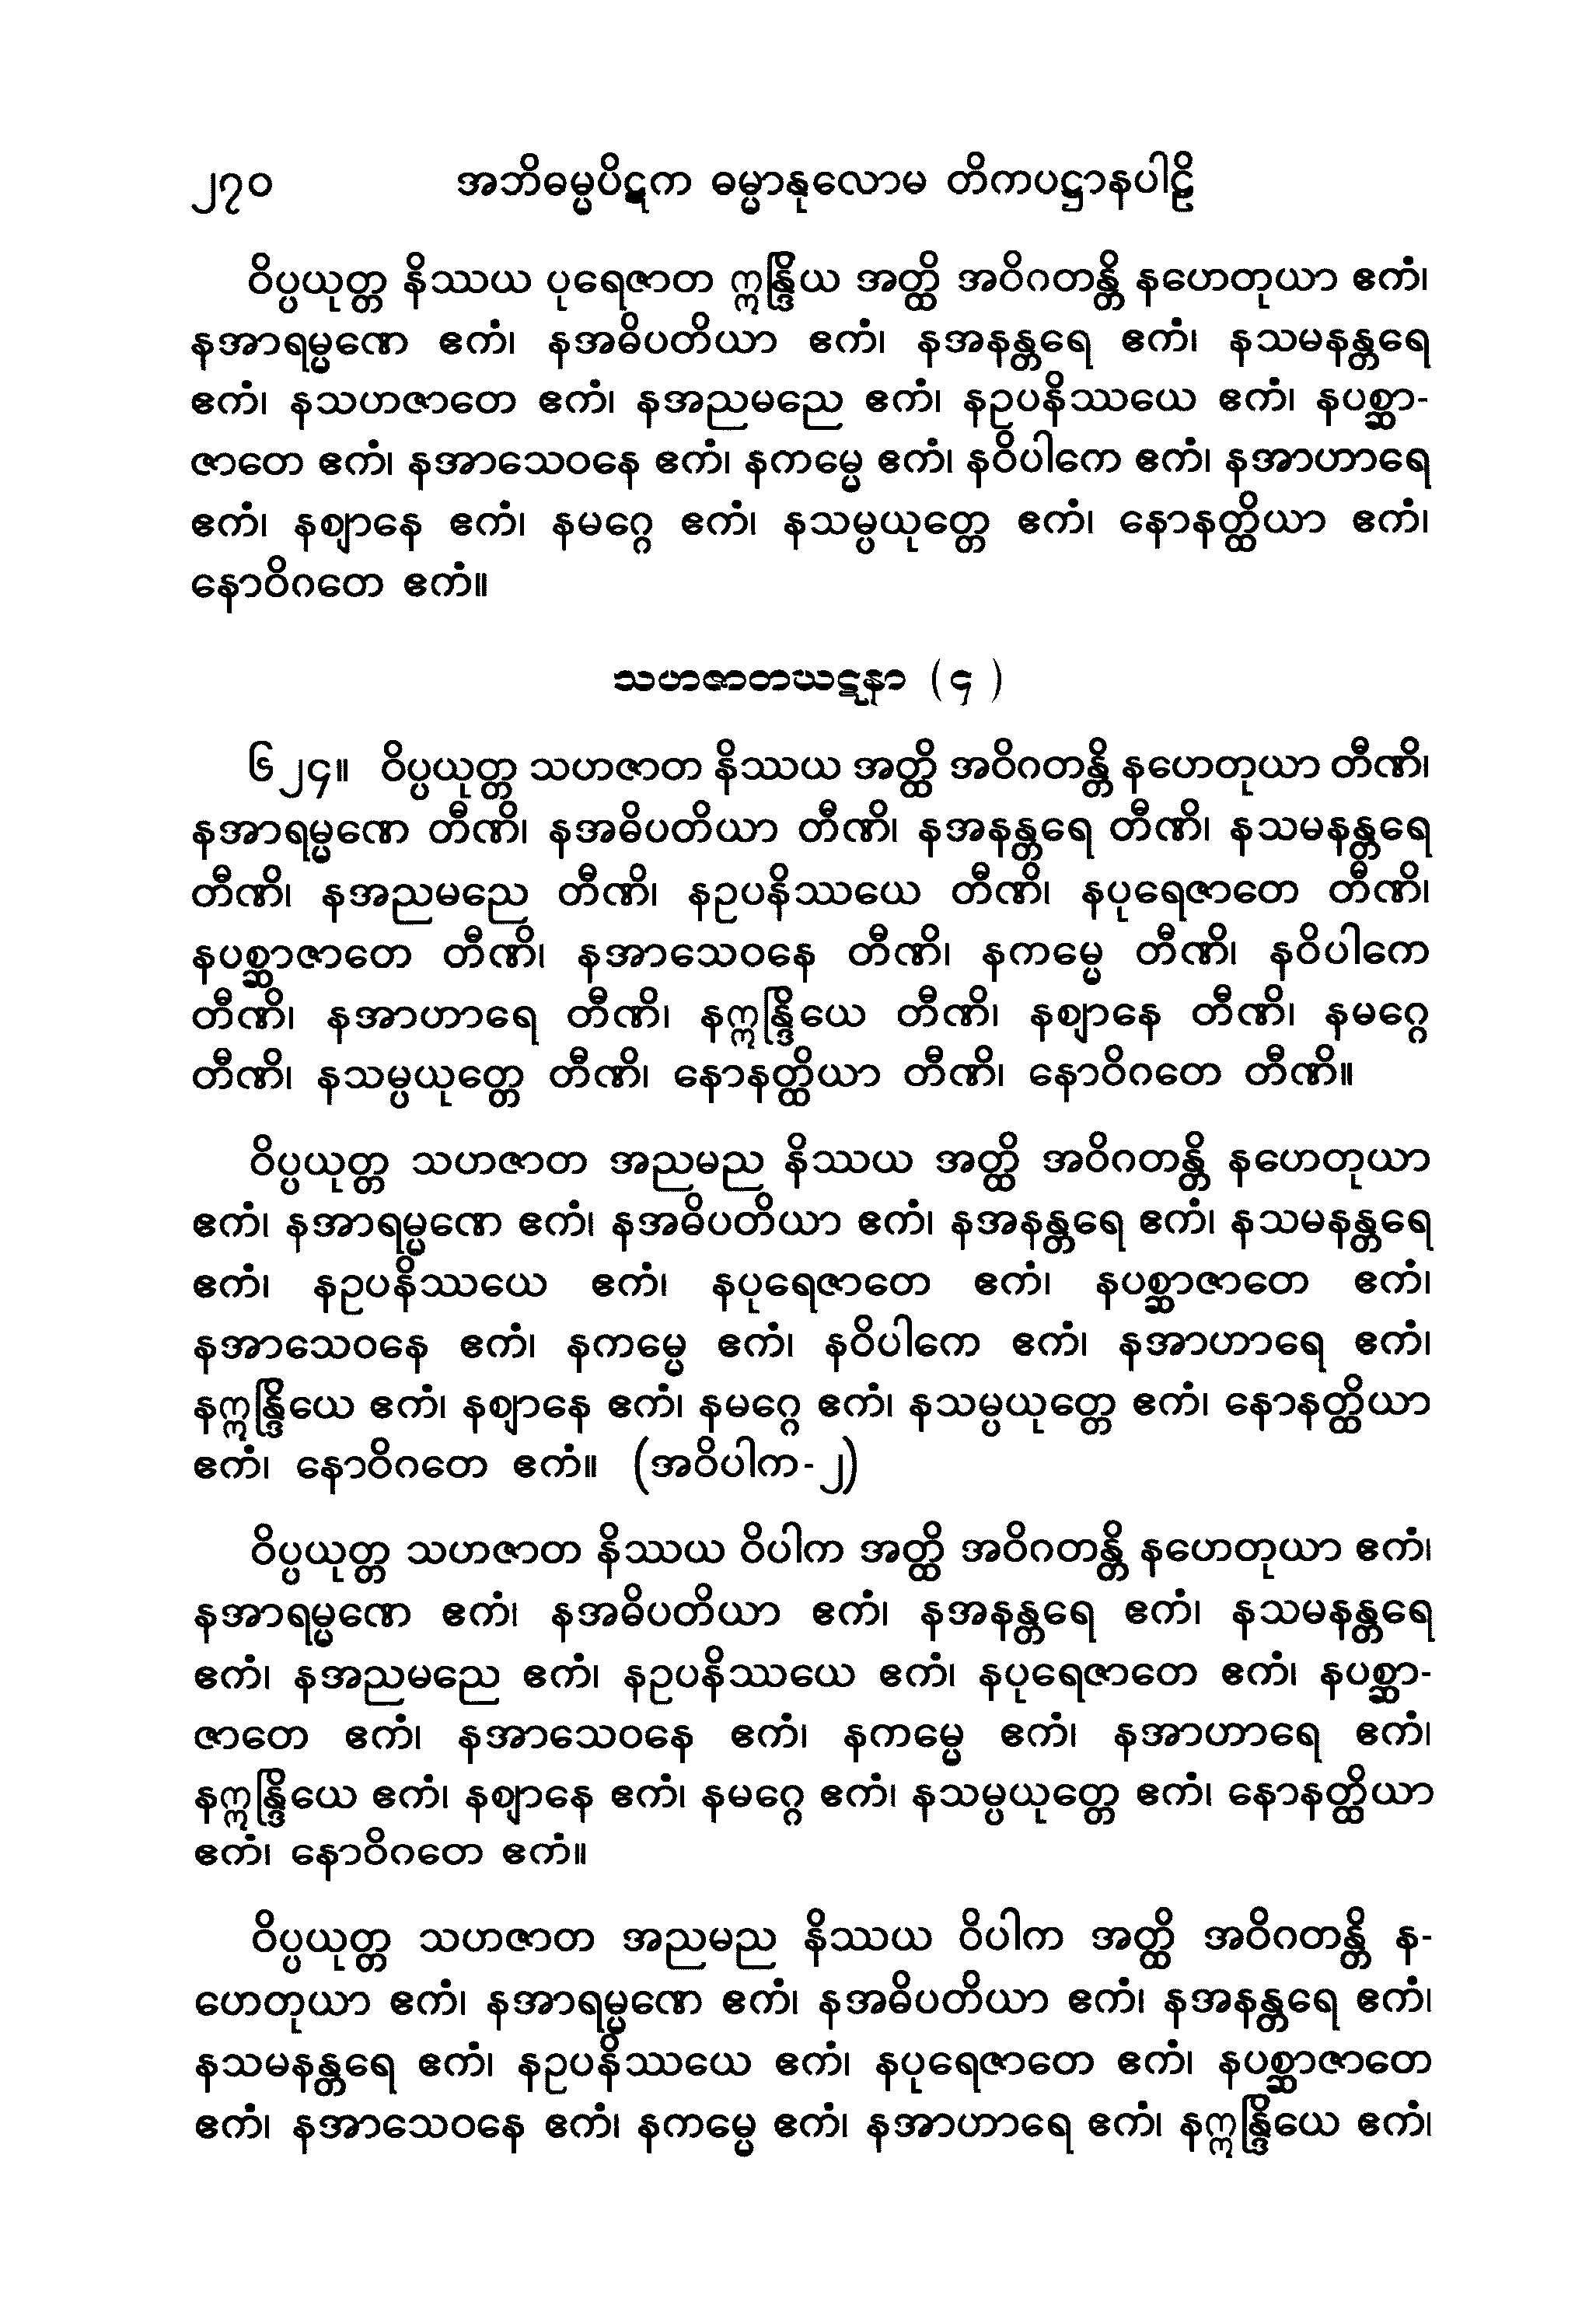 ၂၇၀ အဘိဓမ္မပိဋက ဓမ္မာနုလောမ တိကပဋ္ဌာနပါဠိ
ဝိပ္ပယုတ္တ နိဿယ ပုရေဇာတ ဣန္ဒြိယ အတ္ထိ အဝိဂတန္တိ နဟေတုယာ ဧကံ၊
နအာရမ္မဏေ ဧကံ၊ နအဓိပတိယာ ဧကံ၊ နအနန္တရေ ဧကံ၊ နသမနန္တရေ
ဧကံ၊ နသဟဇာတေ ဧကံ၊ နအညမညေ ဧကံ၊ နဥပနိဿယေ ဧကံ၊ နပစ္ဆာ-
ဇာတေ ဧကံ၊ နအာသေဝနေ ဧကံ၊ နကမ္မေ ဧကံ၊ နဝိပါကေ ဧကံ၊ နအာဟာရေ
ဧကံ၊ နဈာနေ ဧကံ၊ နမဂ္ဂေ ဧကံ၊ နသမ္ပယုတ္တေ ဧကံ၊ နောနတ္ထိယာ ဧကံ၊
နောဝိဂတေ ဧကံ။
သဟဇာတဃဋနာ (၄)
၆၂၄။ ဝိပ္ပယုတ္တ သဟဇာတ နိဿယ အတ္ထိ အဝိဂတန္တိ နဟေတုယာ တီဏိ၊
နအာရမ္မဏေ တီဏိ၊ နအဓိပတိယာ တီဏိ၊ နအနန္တရေ တီဏိ၊ နသမနန္တရေ
တီဏိ၊ နအညမညေ တီဏိ၊ နဥပနိဿယေ တီဏိ၊ နပုရေဇာတေ တီဏိ၊
နပစ္ဆာဇာတေ တီဏိ၊ နအာသေဝနေ တီဏိ၊ နကမ္မေ တီဏိ၊ နဝိပါကေ
တီဏိ၊ နအာဟာရေ တီဏိ၊ နဣန္ဒြိယေ တီဏိ၊ နဈာနေ တီဏိ၊ နမဂ္ဂေ
တီဏိ၊ နသမ္ပယုတ္တေ တီဏိ၊ နောနတ္ထိယာ တီဏိ၊ နောဝိဂတေ တီဏိ။
ဝိပ္ပယုတ္တ သဟဇာတ အညမည နိဿယ အတ္ထိ အဝိဂတန္တိ နဟေတုယာ
ဧကံ၊ နအာရမ္မဏေ ဧကံ၊ နအဓိပတိယာ ဧကံ၊ နအနန္တရေ ဧကံ၊ နသမနန္တရေ
ဧကံ၊ နဥပနိဿယေ ဧကံ၊ နပုရေဇာတေ ဧကံ၊ နပစ္ဆာဇာတေ ဧကံ၊
နအာသေဝနေ ဧကံ၊ နကမ္မေ ဧကံ၊ နဝိပါကေ ဧကံ၊ နအာဟာရေ ဧကံ၊
နဣန္ဒြိယေ ဧကံ၊ နဈာနေ ဧကံ၊ နမဂ္ဂေ ဧကံ၊ နသမ္ပယုတ္တေ ဧကံ၊ နောနတ္ထိယာ
ဧကံ၊ နောဝိဂတေ ဧကံ။ (အဝိပါက-၂)
ဝိပ္ပယုတ္တ သဟဇာတ နိဿယ ဝိပါက အတ္ထိ အဝိဂတန္တိ နဟေတုယာ ဧကံ၊
နအာရမ္မဏေ ဧကံ၊ နအဓိပတိယာ ဧကံ၊ နအနန္တရေ ဧကံ၊ နသမနန္တရေ
ဧကံ၊ နအညမညေ ဧကံ၊ နဥပနိဿယေ ဧကံ၊ နပုရေဇာတေ ဧကံ၊ နပစ္ဆာ-
ဇာတေ ဧကံ၊ နအာသေဝနေ ဧကံ၊ နကမ္မေ ဧကံ၊ နအာဟာရေ ဧကံ၊
နဣန္ဒြိယေ ဧကံ၊ နဈာနေ ဧကံ၊ နမဂ္ဂေ ဧကံ၊ နသမ္ပယုတ္တေ ဧကံ၊ နောနတ္ထိယာ
ဧကံ၊ နောဝိဂတေ ဧကံ။
ဝိပ္ပယုတ္တ သဟဇာတ အညမည နိဿယ ဝိပါက အတ္ထိ အဝိဂတန္တိ န-
ဟေတုယာ ဧကံ၊ နအာရမ္မဏေ ဧကံ၊ နအဓိပတိယာ ဧကံ၊ နအနန္တရေ ဧကံ၊
နသမနန္တရေ ဧကံ၊ နဥပနိဿယေ ဧကံ၊ နပုရေဇာတေ ဧကံ၊ နပစ္ဆာဇာတေ
ဧကံ၊ နအာသေဝနေ ဧကံ၊ နကမ္မေ ဧကံ၊ နအာဟာရေ ဧကံ၊ နဣန္ဒြိယေ ဧကံ၊